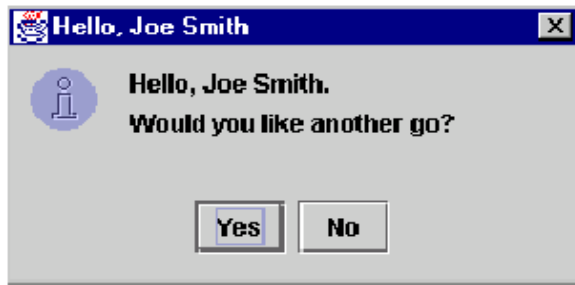 Hello, Joe Smith
Hello, Joe Smith.
Would you like another go?
Yes No